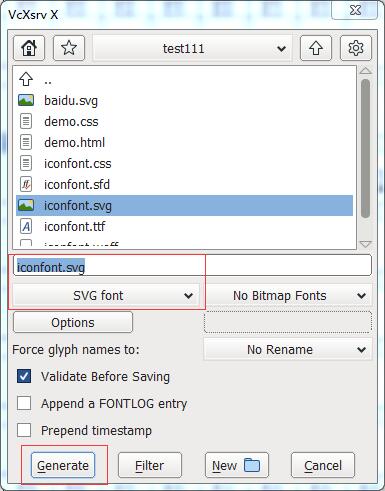 VcXsrv X
test111
..
baidu.svg
demo.css
demo.html
iconfont.css
iconfont.sfd
iconfont.svg
iconfont.ttf
iconfont.woff
iconfont.svg
SVG font No Bitmap Fonts
Options
Force glyph names to: No Rename
Validate Before Saving
Append a FONTLOG entry
Prepend timestamp
Generate Filter New Cancel